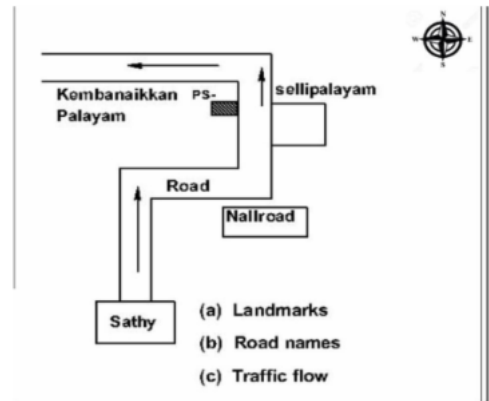 N
W
E
S
sellipalayam
Kembanaikkan PS-
Palayam
Road
Nallroad
Sathy
(a) Landmarks
(b) Road names
(c) Traffic flow